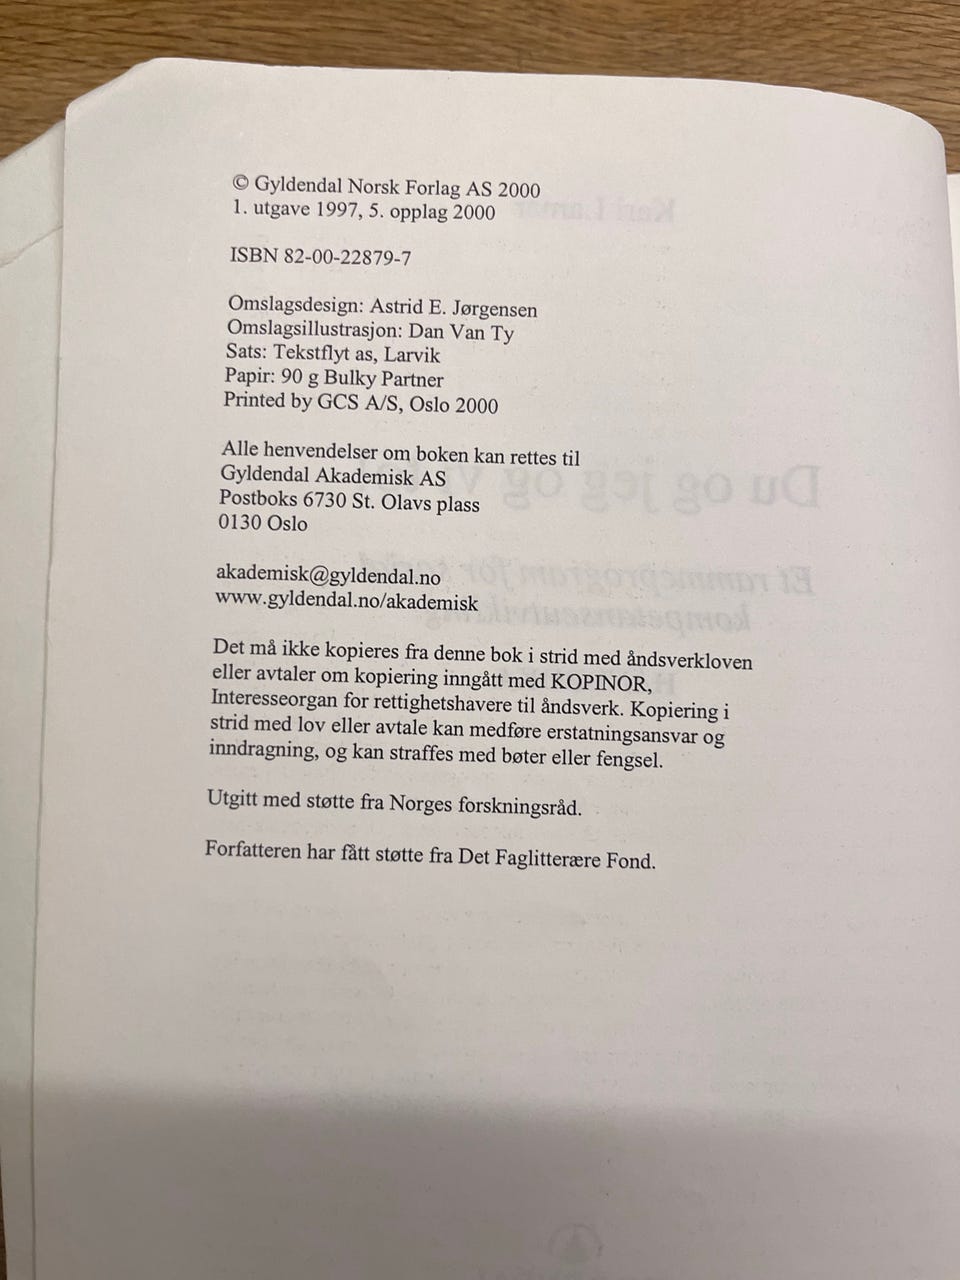 © Gyldendal Norsk Forlag AS 2000
1. utgave 1997, 5. opplag 2000
ISBN 82-00-22879-7
Omslagsdesign: Astrid E. Jørgensen
Omslagsillustrasjon: Dan Van Ty
Sats: Tekstflyt as, Larvik
Papir: 90 g Bulky Partner
Printed by GCS A/S, Oslo 2000
Alle henvendelser om boken kan rettes til
Gyldendal Akademisk AS
Postboks 6730 St. Olavs plass
0130 Oslo
akademisk@gyldendal.no
www.gyldendal.no/akademisk
Det må ikke kopieres fra denne bok i strid med åndsverkloven
eller avtaler om kopiering inngått med KOPINOR,
Interesseorgan for rettighetshavere til åndsverk. Kopiering i
strid med lov eller avtale kan medføre erstatningsansvar og
inndragning, og kan straffes med bøter eller fengsel.
Utgitt med støtte fra Norges forskningsråd.
Forfatteren har fått støtte fra Det Faglitterære Fond.